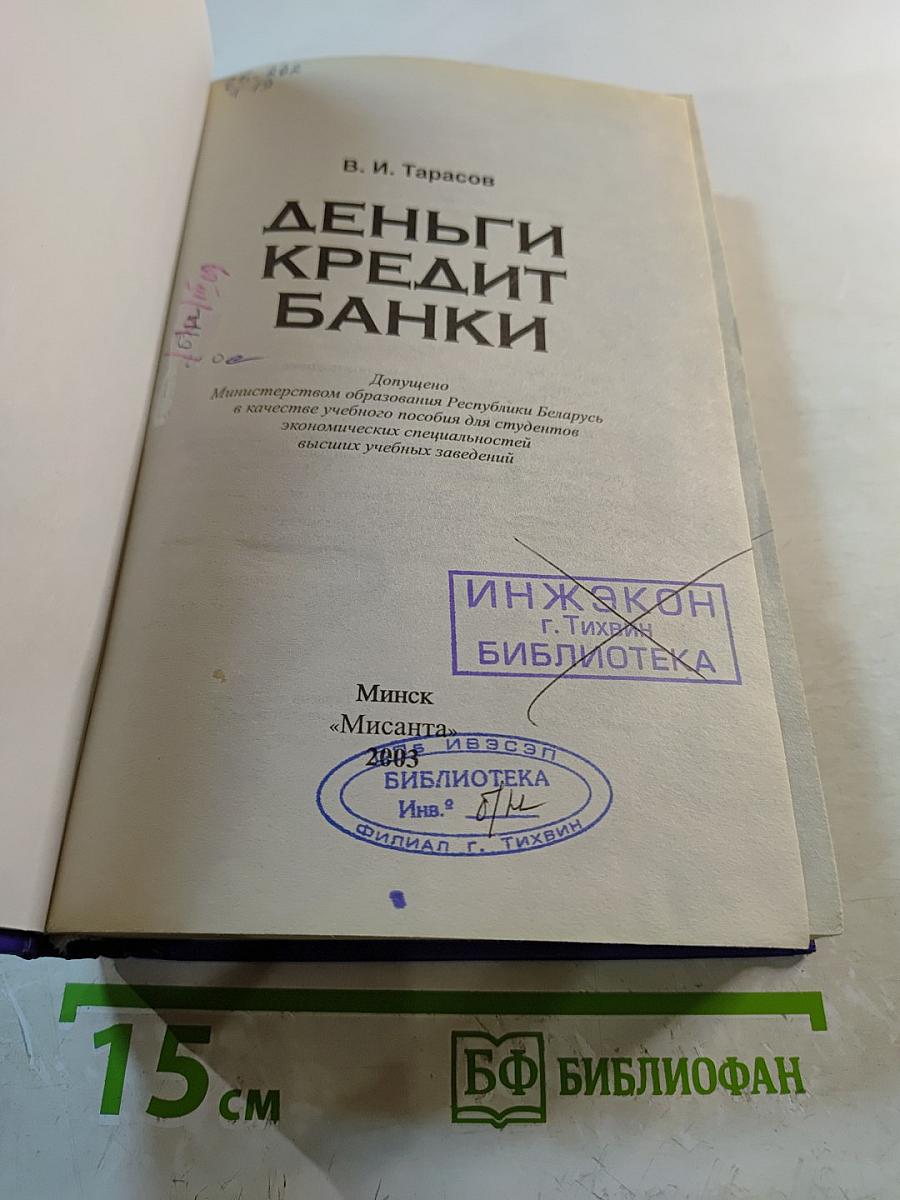 В. И. Тарасов
ДЕНЬГИ
КРЕДИТ
БАНКИ
Допущено
Министерством образования Республики Беларусь
в качестве учебного пособия для студентов
экономических специальностей
высших учебных заведений
ИНЖЭКОН
г. Тихвин
БИБЛИОТЕКА
Минск
«Мисанта»
2003
ИВЭСЭП
БИБЛИОТЕКА
Инв.º б/н
ФИЛИАЛ г. ТИХВИН
15 см
БФ БИБЛИОФАН